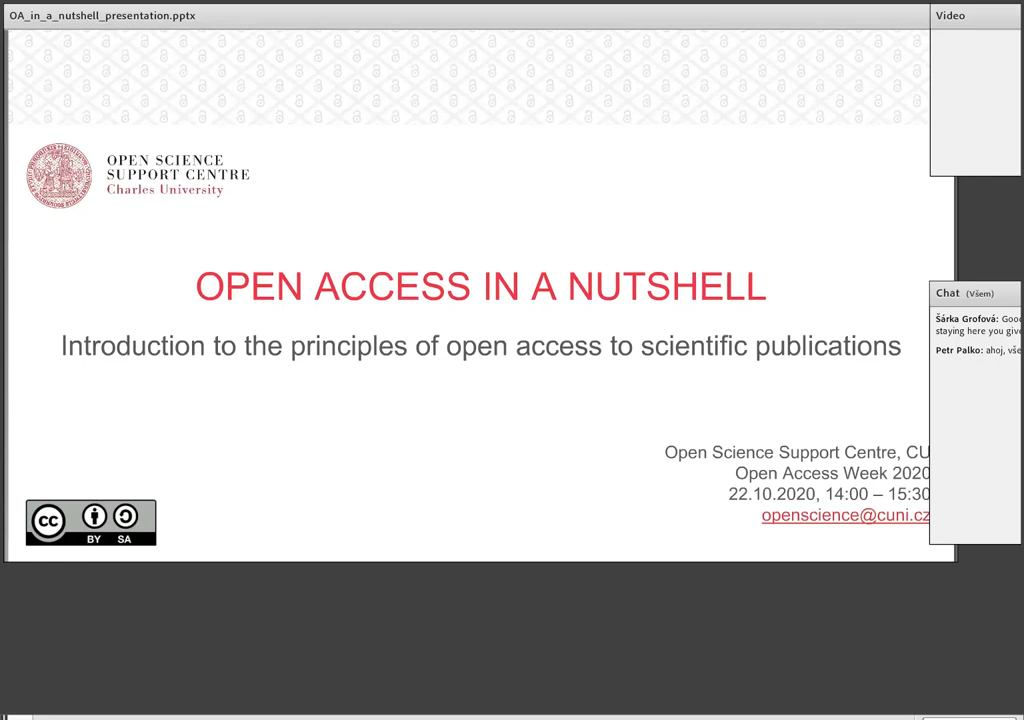 OA_in_a_nutshell_presentation.pptx
Video
OPEN SCIENCE
SUPPORT CENTRE
Charles University
OPEN ACCESS IN A NUTSHELL
Introduction to the principles of open access to scientific publications
Chat (Všem)
Šárka Grofová:
staying here you
Petr Palko: ahoj,
Open Science Support Centre, CU
Open Access Week 2020
22.10.2020, 14:00 – 15:30
openscience@cuni.cz
cc
BY SA